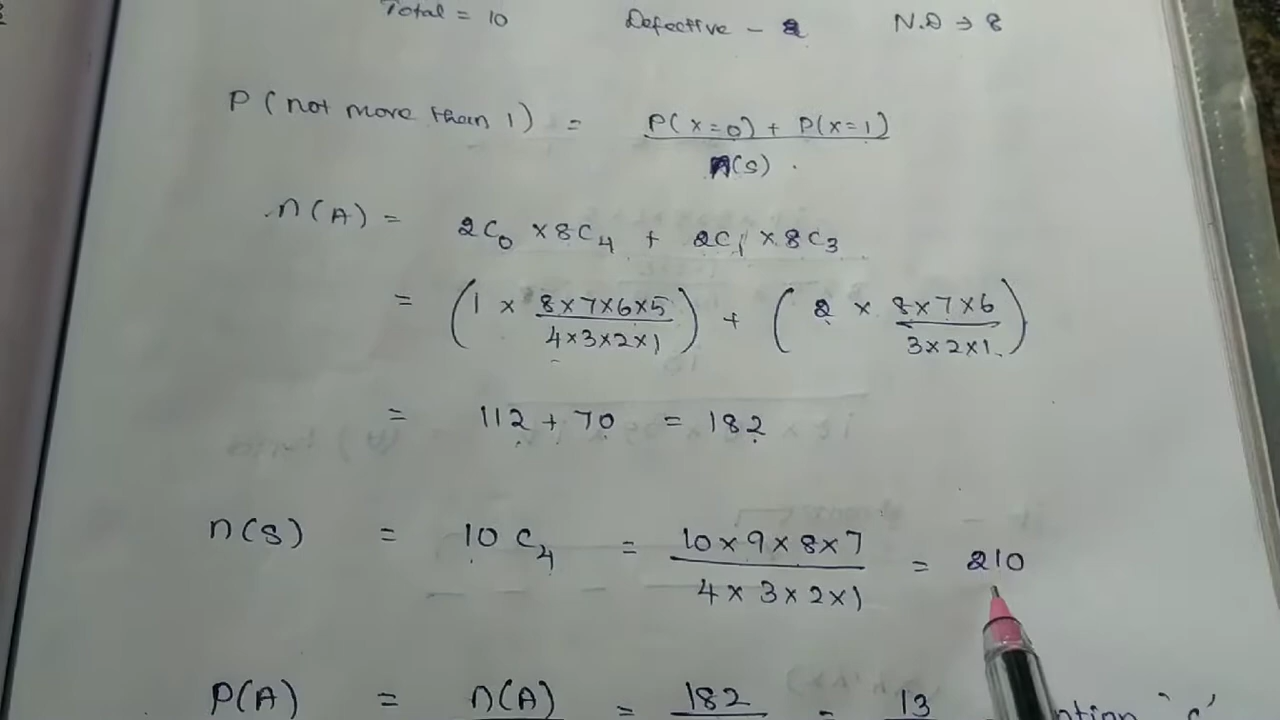 Total = 10 Defective - 2 N.D → 8
P(not more than 1) = P(x=0) + P(x=1)
n(s) .
n(A) = 2C0 × 8C4 + 2C1 × 8C3
= (1 × 8×7×6×5 / 4×3×2×1) + (2 × 8×7×6 / 3×2×1)
= 112 + 70 = 182
n(s) = 10C4 = 10×9×8×7 / 4×3×2×1 = 210
P(A) = n(A) = 182 = 13